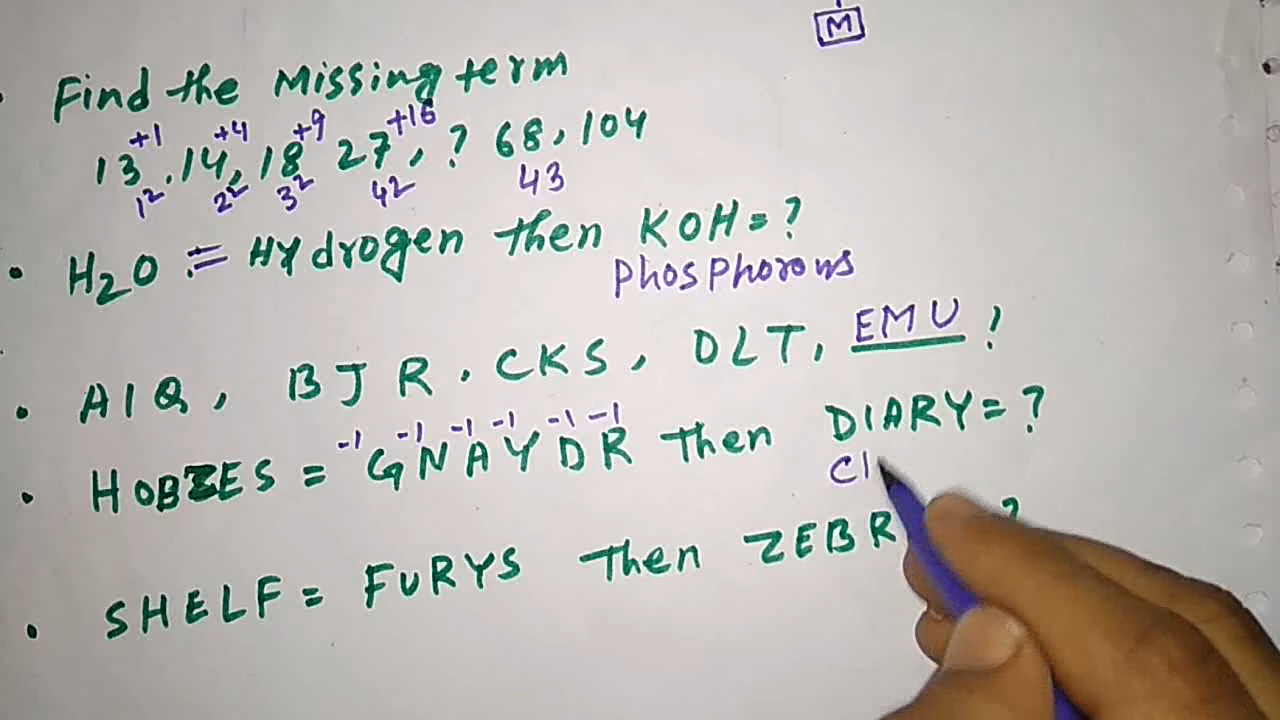 M
Find the Missing term
+1 +4 +9 +16
13, 14, 18 27, ? 68, 104
1² 2² 3² 4² 43
• H₂O := Hydrogen then KOH = ?
Phosphorous
• AIQ, BJR, CKS, DLT, EMU ?
-1 -1 -1 -1 -1 -1
• HOBZES = GNAYDR then DIARY = ?
C
• SHELF = FURYS then ZEBR ?